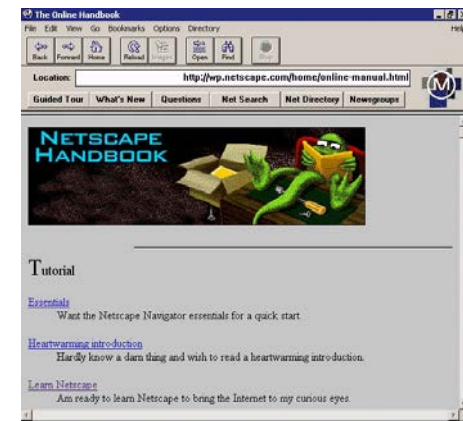 The Online Handbook
File Edit View Go Bookmarks Options Directory Help
Back Forward Home Reload Images Open Find Stop
Location: http://wp.netscape.com/home/online-manual.html
Guided Tour What's New Questions Net Search Net Directory Newsgroups
M
NETSCAPE
HANDBOOK
Tutorial
Essentials
Want the Netscape Navigator essentials for a quick start.
Heartwarming introduction
Hardly know a darn thing and wish to read a heartwarming introduction.
Learn Netscape
Am ready to learn Netscape to bring the Internet to my curious eyes.